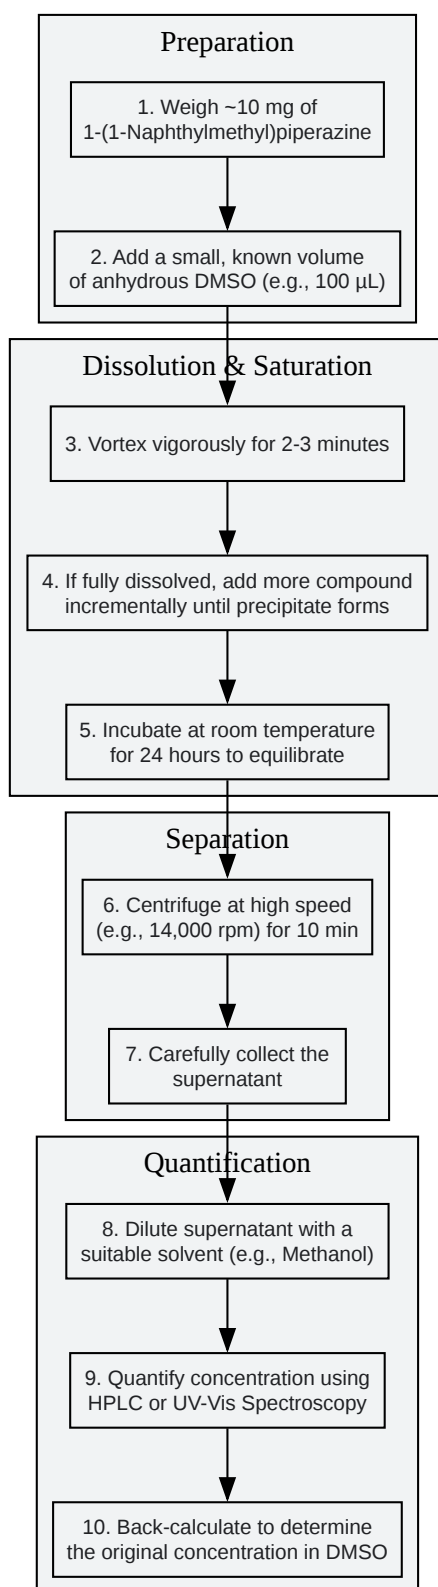 Preparation
1. Weigh ~10 mg of
1-(1-Naphthylmethyl)piperazine
2. Add a small, known volume
of anhydrous DMSO (e.g., 100 µL)
Dissolution & Saturation
3. Vortex vigorously for 2-3 minutes
4. If fully dissolved, add more compound
incrementally until precipitate forms
5. Incubate at room temperature
for 24 hours to equilibrate
Separation
6. Centrifuge at high speed
(e.g., 14,000 rpm) for 10 min
7. Carefully collect the
supernatant
Quantification
8. Dilute supernatant with a
suitable solvent (e.g., Methanol)
9. Quantify concentration using
HPLC or UV-Vis Spectroscopy
10. Back-calculate to determine
the original concentration in DMSO